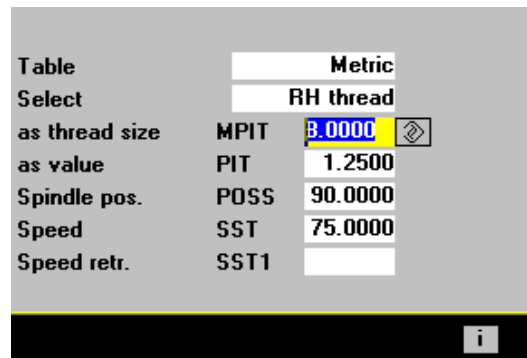 Table Metric
Select RH thread
as thread size MPIT 8.0000
as value PIT 1.2500
Spindle pos. POSS 90.0000
Speed SST 75.0000
Speed retr. SST1
i